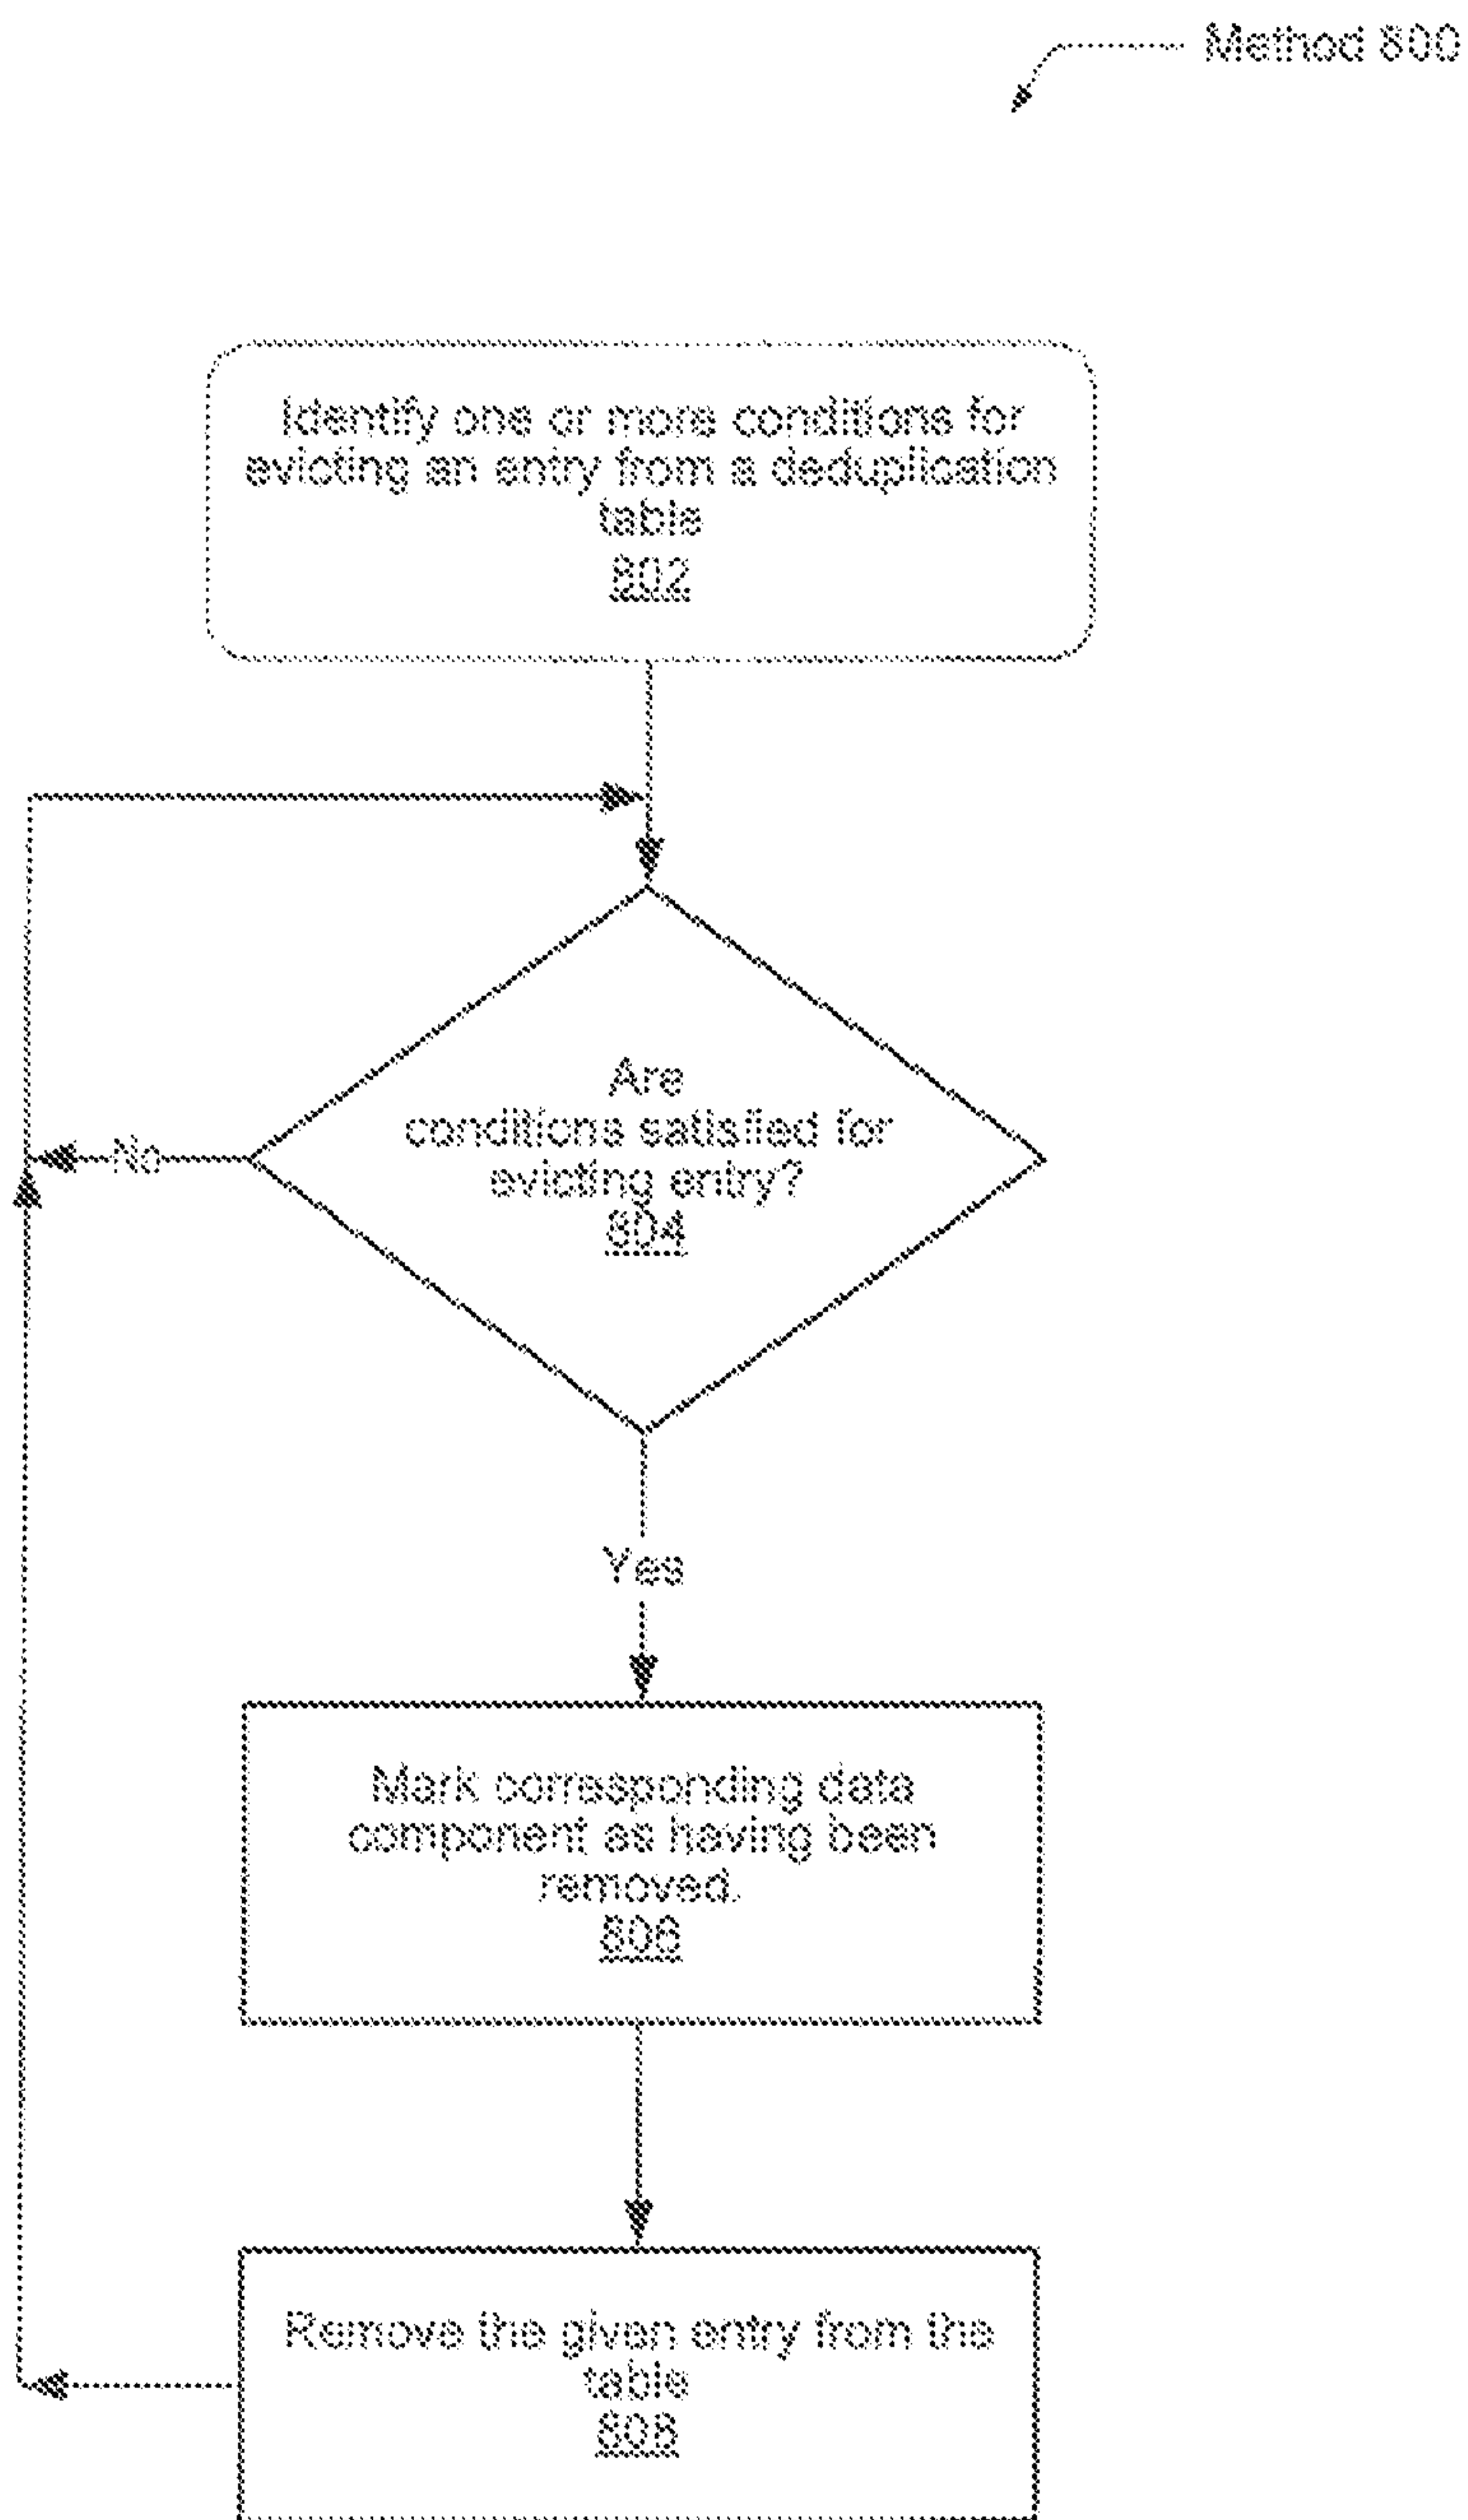 Method 800
Identify one or more conditions for
evicting an entry from a deduplication
table
802
Are
conditions satisfied for
evicting entry?
804
No
Yes
Mark corresponding data
component as having been
removed.
806
Remove the given entry from the
table
808